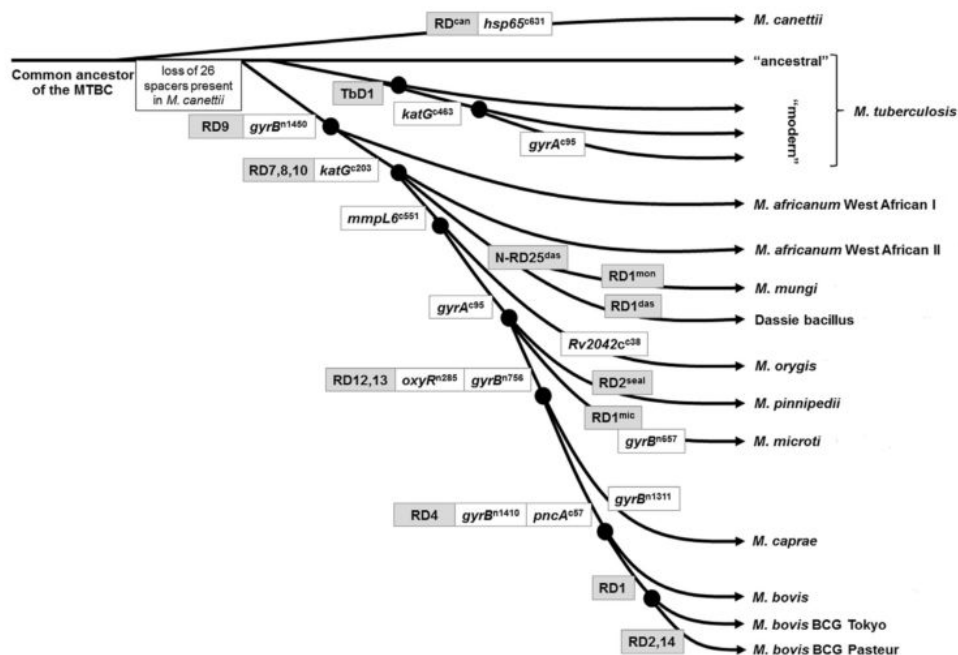 RDcan hsp65c631
M. canettii
Common ancestor
of the MTBC
loss of 26
spacers present
in M. canettii
"ancestral"
TbD1
katGc463
gyrAc95
"modern"
M. tuberculosis
RD9 gyrBn1450
RD7,8,10 katGc203
M. africanum West African I
mmpL6c551
M. africanum West African II
N-RD25das
RD1mon
M. mungi
RD1das
Dassie bacillus
gyrAc95
Rv2042cc38
M. orygis
RD12,13 oxyRn285 gyrBn756
RD2seal
M. pinnipedii
RD1mic
gyrBn657
M. microti
gyrBn1311
RD4 gyrBn1410 pncAc57
M. caprae
RD1
M. bovis
M. bovis BCG Tokyo
RD2,14
M. bovis BCG Pasteur